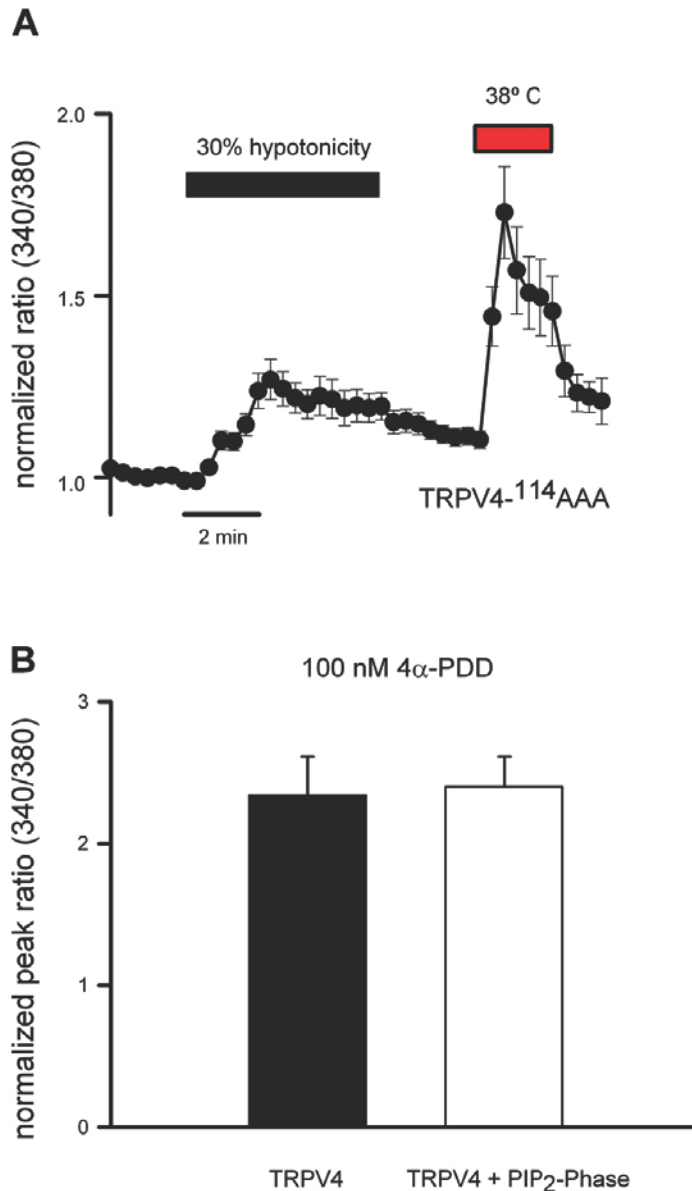 A
38º C
30% hypotonicity
2.0
1.5
1.0
normalized ratio (340/380)
TRPV4-¹¹⁴AAA
2 min
B
100 nM 4α-PDD
3
2
1
0
normalized peak ratio (340/380)
TRPV4
TRPV4 + PIP₂-Phase